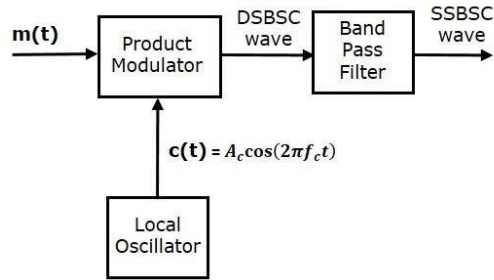 m(t)
Product
Modulator
DSBSC
wave
Band
Pass
Filter
SSBSC
wave
c(t) = A_c cos(2πf_c t)
Local
Oscillator